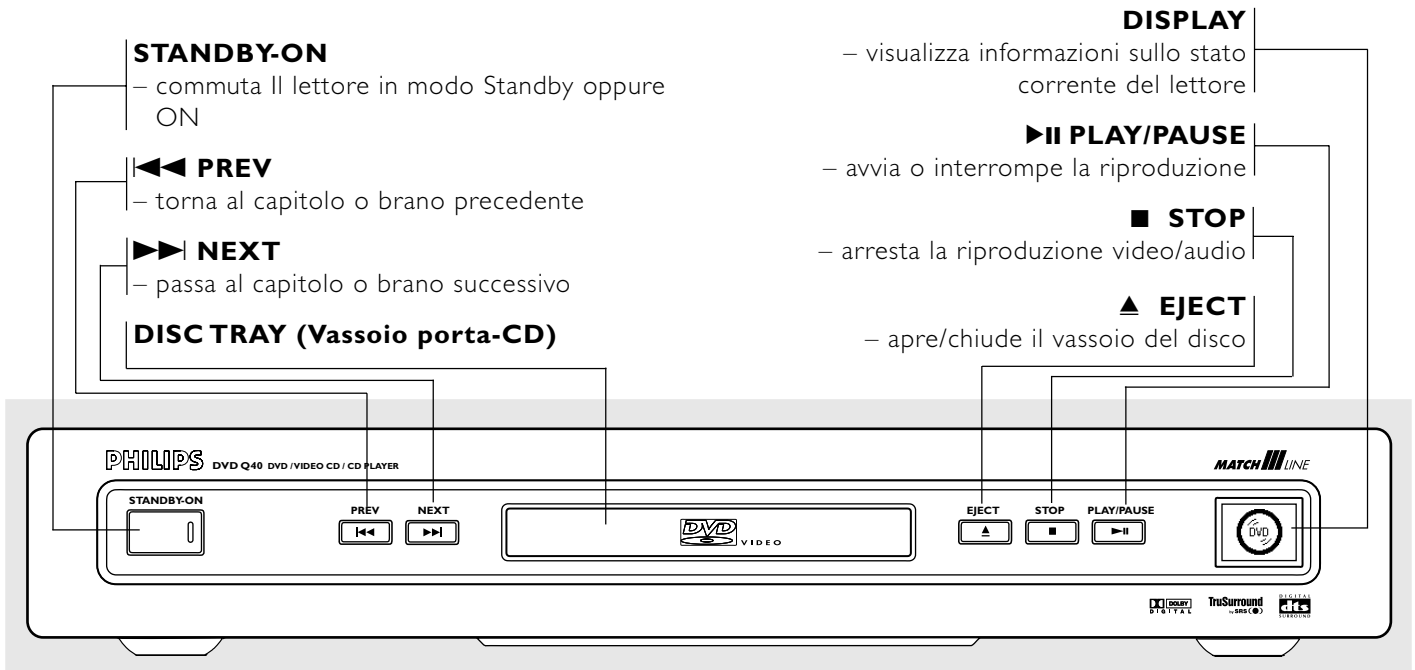 STANDBY-ON
– commuta Il lettore in modo Standby oppure
ON
PREV
– torna al capitolo o brano precedente
NEXT
– passa al capitolo o brano successivo
DISC TRAY (Vassoio porta-CD)
DISPLAY
– visualizza informazioni sullo stato
corrente del lettore
PLAY/PAUSE
– avvia o interrompe la riproduzione
STOP
– arresta la riproduzione video/audio
EJECT
– apre/chiude il vassoio del disco
PHILIPS DVD Q40 DVD /VIDEO CD / CD PLAYER
MATCH LINE
STANDBY-ON
PREV
NEXT
DVD VIDEO
EJECT
STOP
PLAY/PAUSE
DVD
DOLBY DIGITAL
TruSurround
by SRS
DIGITAL
dts
SURROUND